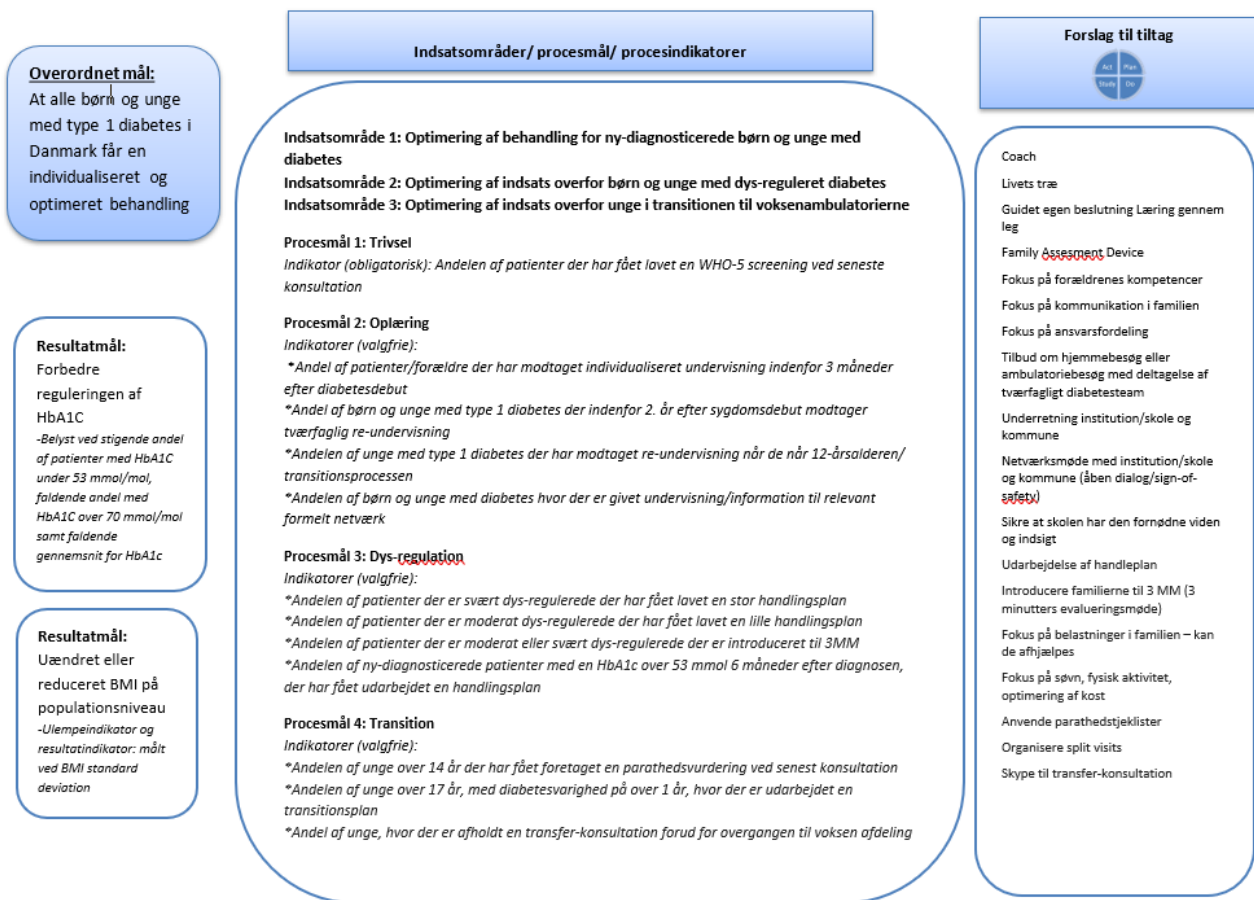 Overordnet mål:
At alle børn og unge
med type 1 diabetes i
Danmark får en
individualiseret og
optimeret behandling
Resultatmål:
Forbedre
reguleringen af
HbA1C
-Belyst ved stigende andel
af patienter med HbA1C
under 53 mmol/mol,
faldende andel med
HbA1C over 70 mmol/mol
samt faldende
gennemsnit for HbA1c
Resultatmål:
Uændret eller
reduceret BMI på
populationsniveau
-Ulempeindikator og
resultatindikator: målt
ved BMI standard
deviation
Indsatsområder/ procesmål/ procesindikatorer
Indsatsområde 1: Optimering af behandling for ny-diagnosticerede børn og unge med
diabetes
Indsatsområde 2: Optimering af indsats overfor børn og unge med dys-reguleret diabetes
Indsatsområde 3: Optimering af indsats overfor unge i transitionen til voksenambulatorierne
Procesmål 1: Trivsel
Indikator (obligatorisk): Andelen af patienter der har fået lavet en WHO-5 screening ved seneste
konsultation
Procesmål 2: Oplæring
Indikatorer (valgfrie):
*Andel af patienter/forældre der har modtaget individualiseret undervisning indenfor 3 måneder
efter diabetesdebut
*Andel af børn og unge med type 1 diabetes der indenfor 2. år efter sygdomsdebut modtager
tværfaglig re-undervisning
*Andelen af unge med type 1 diabetes der har modtaget re-undervisning når de når 12-årsalderen/
transitionsprocessen
*Andelen af børn og unge med diabetes hvor der er givet undervisning/information til relevant
formelt netværk
Procesmål 3: Dys-regulation
Indikatorer (valgfrie):
*Andelen af patienter der er svært dys-regulerede der har fået lavet en stor handlingsplan
*Andelen af patienter der er moderat dys-regulerede der har fået lavet en lille handlingsplan
*Andelen af patienter der er moderat eller svært dys-regulerede der er introduceret til 3MM
*Andelen af ny-diagnosticerede patienter med en HbA1c over 53 mmol 6 måneder efter diagnosen,
der har fået udarbejdet en handlingsplan
Procesmål 4: Transition
Indikatorer (valgfrie):
*Andelen af unge over 14 år der har fået foretaget en parathedsvurdering ved senest konsultation
*Andelen af unge over 17 år, med diabetesvarighed på over 1 år, hvor der er udarbejdet en
transitionsplan
*Andel af unge, hvor der er afholdt en transfer-konsultation forud for overgangen til voksen afdeling
Forslag til tiltag
Act Plan
Study Do
Coach
Livets træ
Guidet egen beslutning Læring gennem
leg
Family Assesment Device
Fokus på forældrenes kompetencer
Fokus på kommunikation i familien
Fokus på ansvarsfordeling
Tilbud om hjemmebesøg eller
ambulatoriebesøg med deltagelse af
tværfagligt diabetesteam
Underretning institution/skole og
kommune
Netværksmøde med institution/skole
og kommune (åben dialog/sign-of-
safety)
Sikre at skolen har den fornødne viden
og indsigt
Udarbejdelse af handleplan
Introducere familierne til 3 MM (3
minutters evalueringsmøde)
Fokus på belastninger i familien – kan
de afhjælpes
Fokus på søvn, fysisk aktivitet,
optimering af kost
Anvende parathedstjeklister
Organisere split visits
Skype til transfer-konsultation